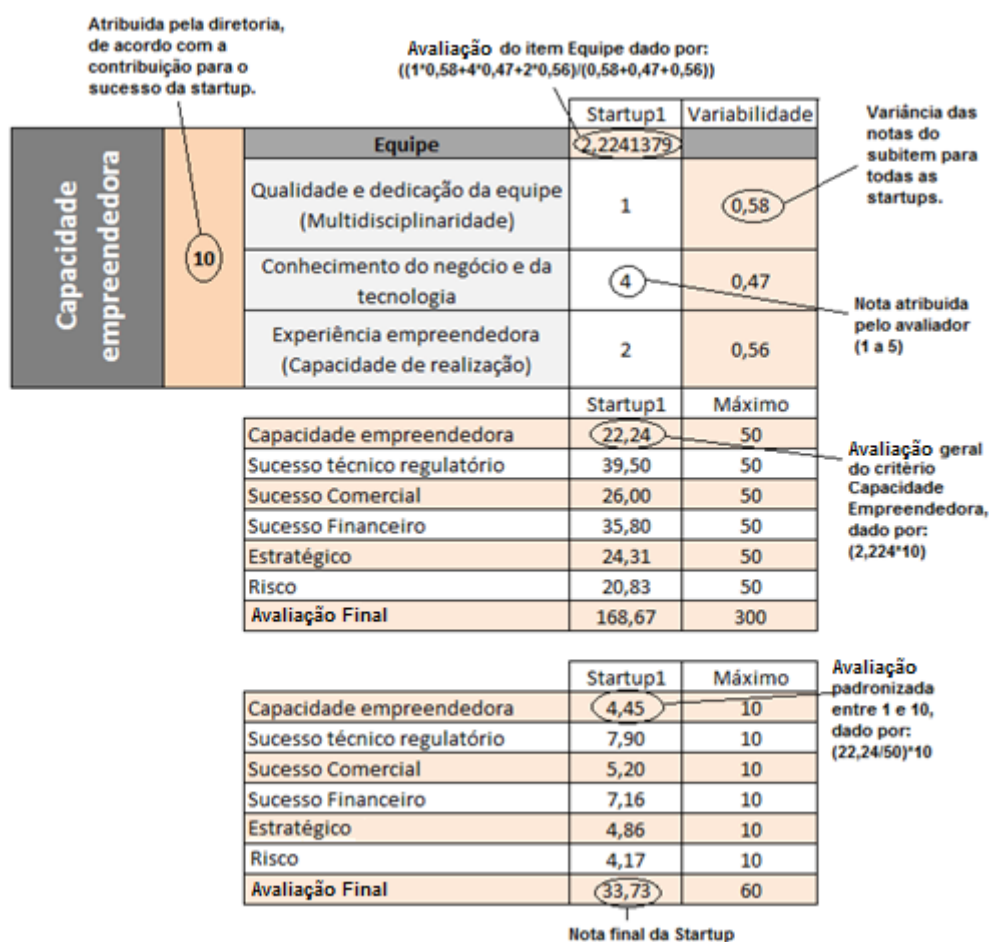 Atribuida pela diretoria,
de acordo com a
contribuição para o
sucesso da startup.
Avaliação do item Equipe dado por:
((1*0,58+4*0,47+2*0,56)/(0,58+0,47+0,56))
Startup1 Variabilidade
Variância das
notas do
subitem para
todas as
startups.
Capacidade
empreendedora
10
Equipe 2,2241379
Qualidade e dedicação da equipe
(Multidisciplinaridade)
1 0,58
Conhecimento do negócio e da
tecnologia
4 0,47
Nota atribuida
pelo avaliador
(1 a 5)
Experiência empreendedora
(Capacidade de realização)
2 0,56
Startup1 Máximo
Capacidade empreendedora 22,24 50
Sucesso técnico regulatório 39,50 50
Sucesso Comercial 26,00 50
Sucesso Financeiro 35,80 50
Estratégico 24,31 50
Risco 20,83 50
Avaliação Final 168,67 300
Avaliação geral
do critèrio
Capacidade
Empreendedora,
dado por:
(2,224*10)
Startup1 Máximo
Capacidade empreendedora 4,45 10
Sucesso técnico regulatório 7,90 10
Sucesso Comercial 5,20 10
Sucesso Financeiro 7,16 10
Estratégico 4,86 10
Risco 4,17 10
Avaliação Final 33,73 60
Avaliação
padronizada
entre 1 e 10,
dado por:
(22,24/50)*10
Nota final da Startup